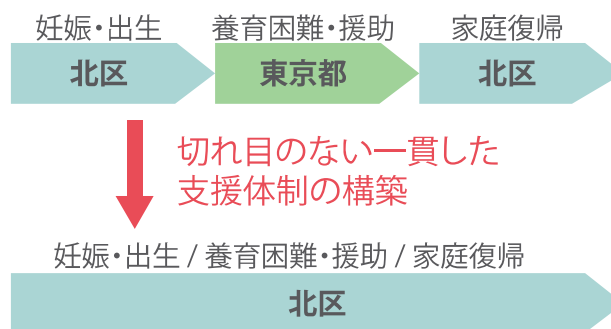 妊娠・出生 養育困難・援助 家庭復帰
北区 東京都 北区
切れ目のない一貫した
支援体制の構築
妊娠・出生 / 養育困難・援助 / 家庭復帰
北区